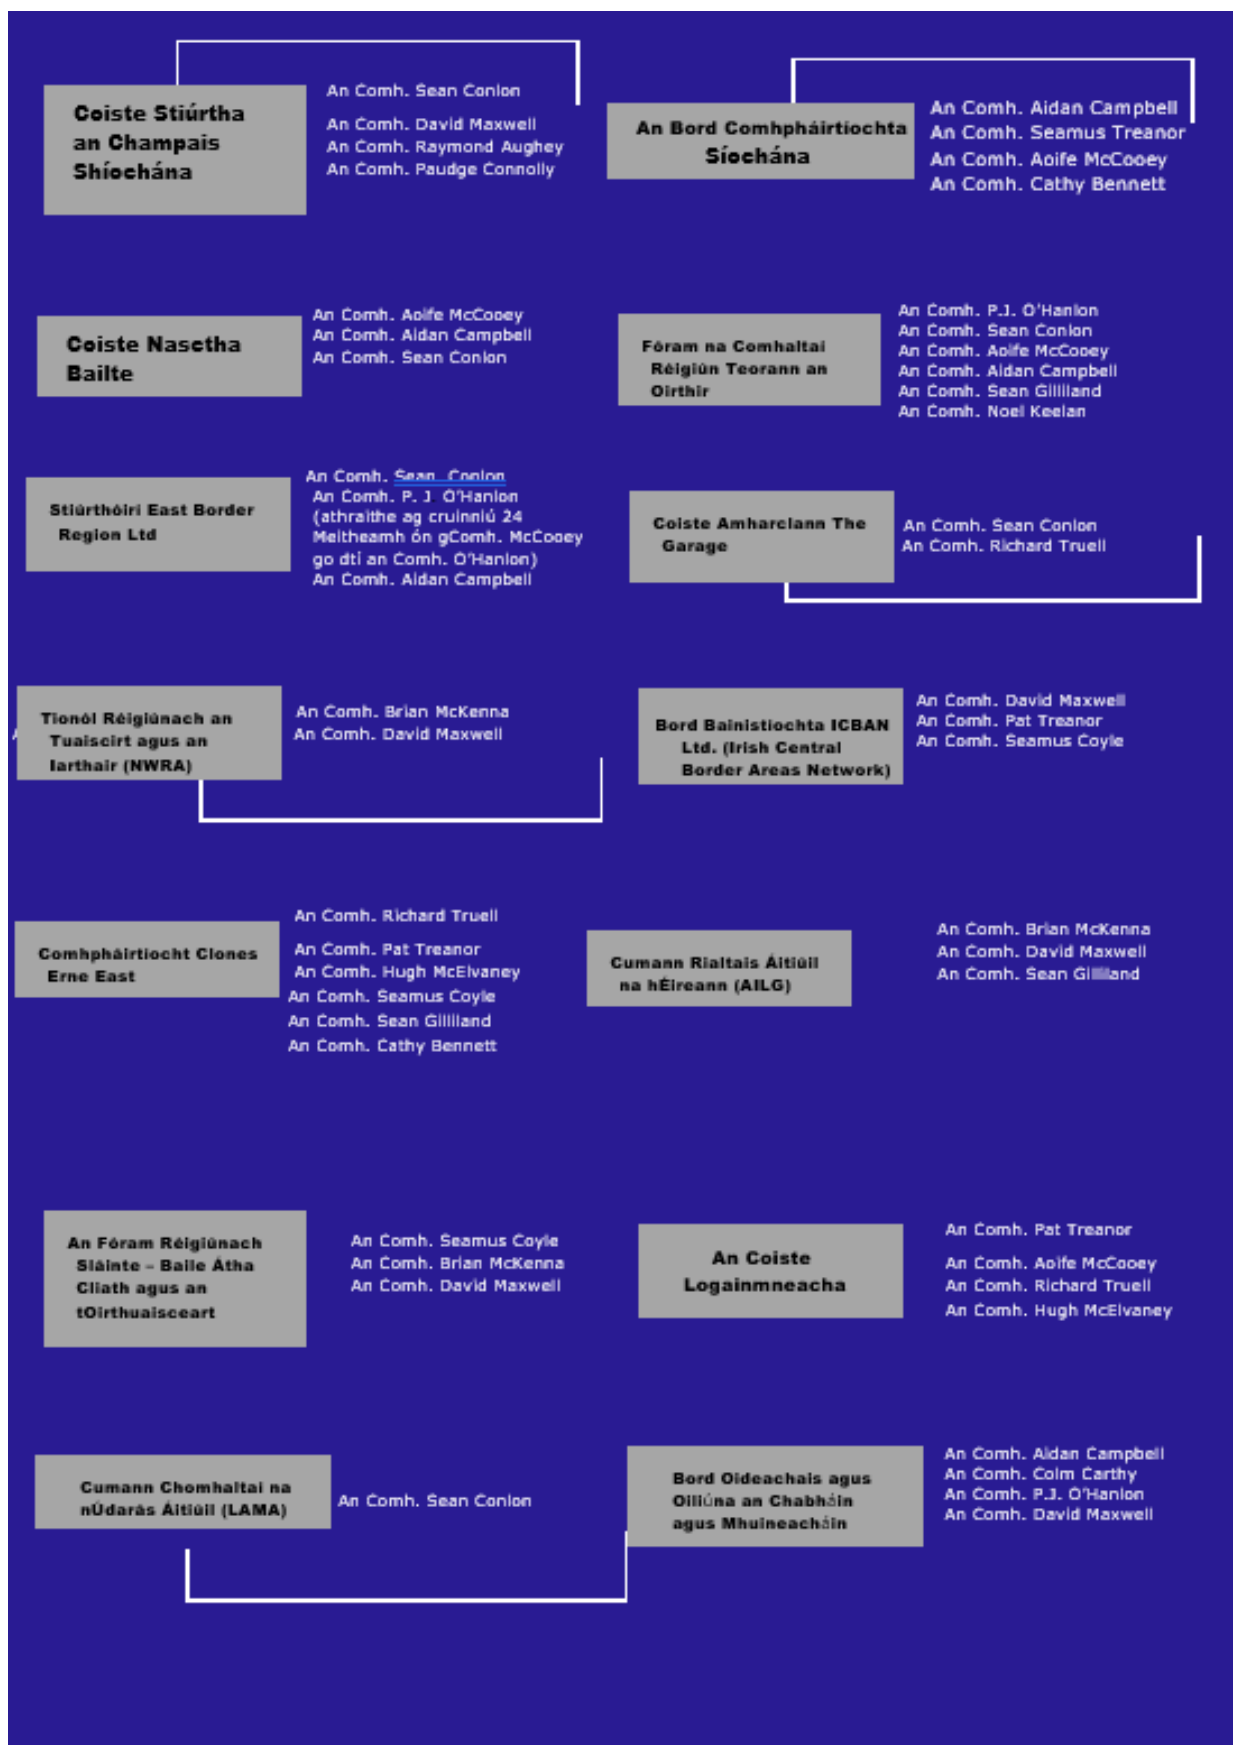 Coiste Stiúrtha
an Champais
Shíochána
An Comh. Sean Conlon
An Comh. David Maxwell
An Comh. Raymond Aughey
An Comh. Paudge Connolly
An Bord Comhpháirtíochta
Síochána
An Comh. Aidan Campbell
An Comh. Seamus Treanor
An Comh. Aoife McCooey
An Comh. Cathy Bennett
Coiste Nasctha
Bailte
An Comh. Aoife McCooey
An Comh. Aidan Campbell
An Comh. Sean Conlon
Fóram na Comhaltaí
Réigiún Teorann an
Oirthir
An Comh. P.J. O'Hanlon
An Comh. Sean Conlon
An Comh. Aoife McCooey
An Comh. Aidan Campbell
An Comh. Sean Gilliland
An Comh. Noel Keelan
Stiúrthóirí East Border
Region Ltd
An Comh. Sean Conlon
An Comh. P. J O'Hanlon
(athraithe ag cruinniú 24
Meitheamh ón gComh. McCooey
go dtí an Comh. O'Hanlon)
An Comh. Aidan Campbell
Coiste Amharclann The
Garage
An Comh. Sean Conlon
An Comh. Richard Truell
Tionól Réigiúnach an
Tuaiscirt agus an
Iarthair (NWRA)
An Comh. Brian McKenna
An Comh. David Maxwell
Bord Bainistíochta ICBAN
Ltd. (Irish Central
Border Areas Network)
An Comh. David Maxwell
An Comh. Pat Treanor
An Comh. Seamus Coyle
Comhpháirtíocht Clones
Erne East
An Comh. Richard Truell
An Comh. Pat Treanor
An Comh. Hugh McElvaney
An Comh. Seamus Coyle
An Comh. Sean Gilliland
An Comh. Cathy Bennett
Cumann Rialtais Áitiúil
na hÉireann (AILG)
An Comh. Brian McKenna
An Comh. David Maxwell
An Comh. Sean Gilliland
An Fóram Réigiúnach
Sláinte – Baile Átha
Cliath agus an
tOirthuaisceart
An Comh. Seamus Coyle
An Comh. Brian McKenna
An Comh. David Maxwell
An Coiste
Logainmneacha
An Comh. Pat Treanor
An Comh. Aoife McCooey
An Comh. Richard Truell
An Comh. Hugh McElvaney
Cumann Chomhaltaí na
nÚdarás Áitiúil (LAMA)
An Comh. Sean Conlon
Bord Oideachais agus
Oiliúna an Chabháin
agus Mhuineacháin
An Comh. Aidan Campbell
An Comh. Colm Carthy
An Comh. P.J. O'Hanlon
An Comh. David Maxwell